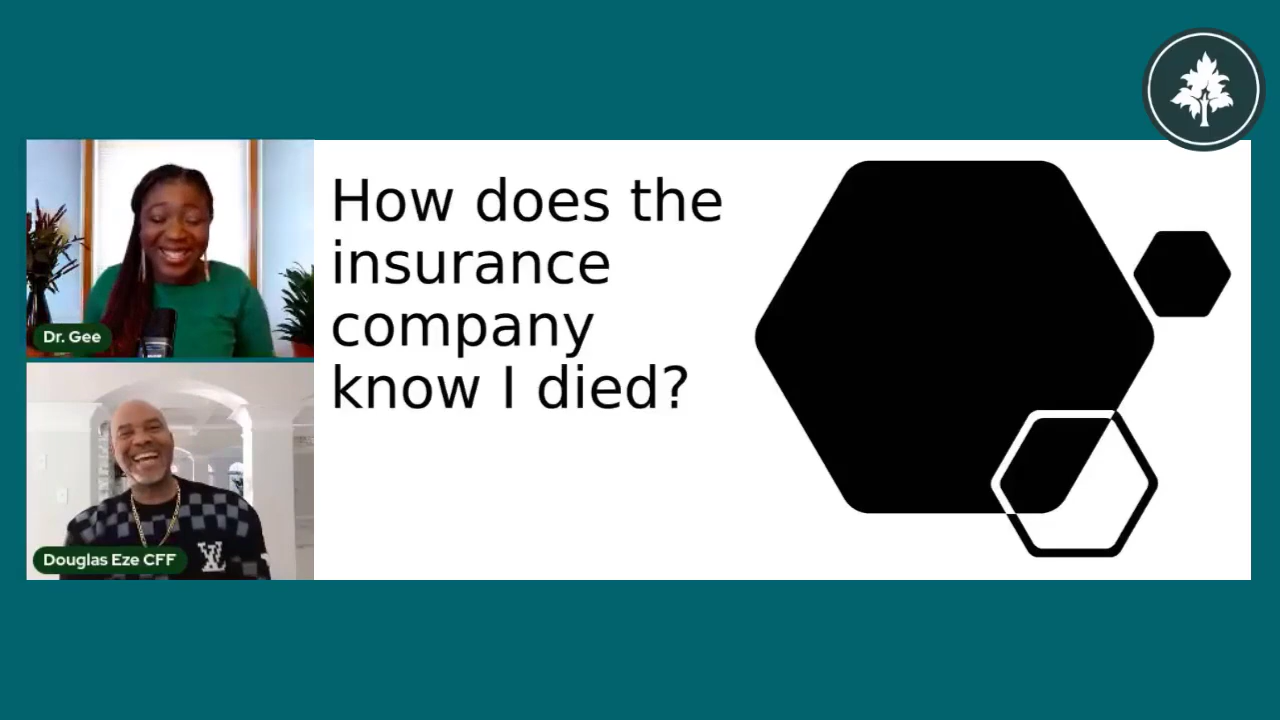 How does the
insurance
company
know I died?
Dr. Gee
Douglas Eze CFF